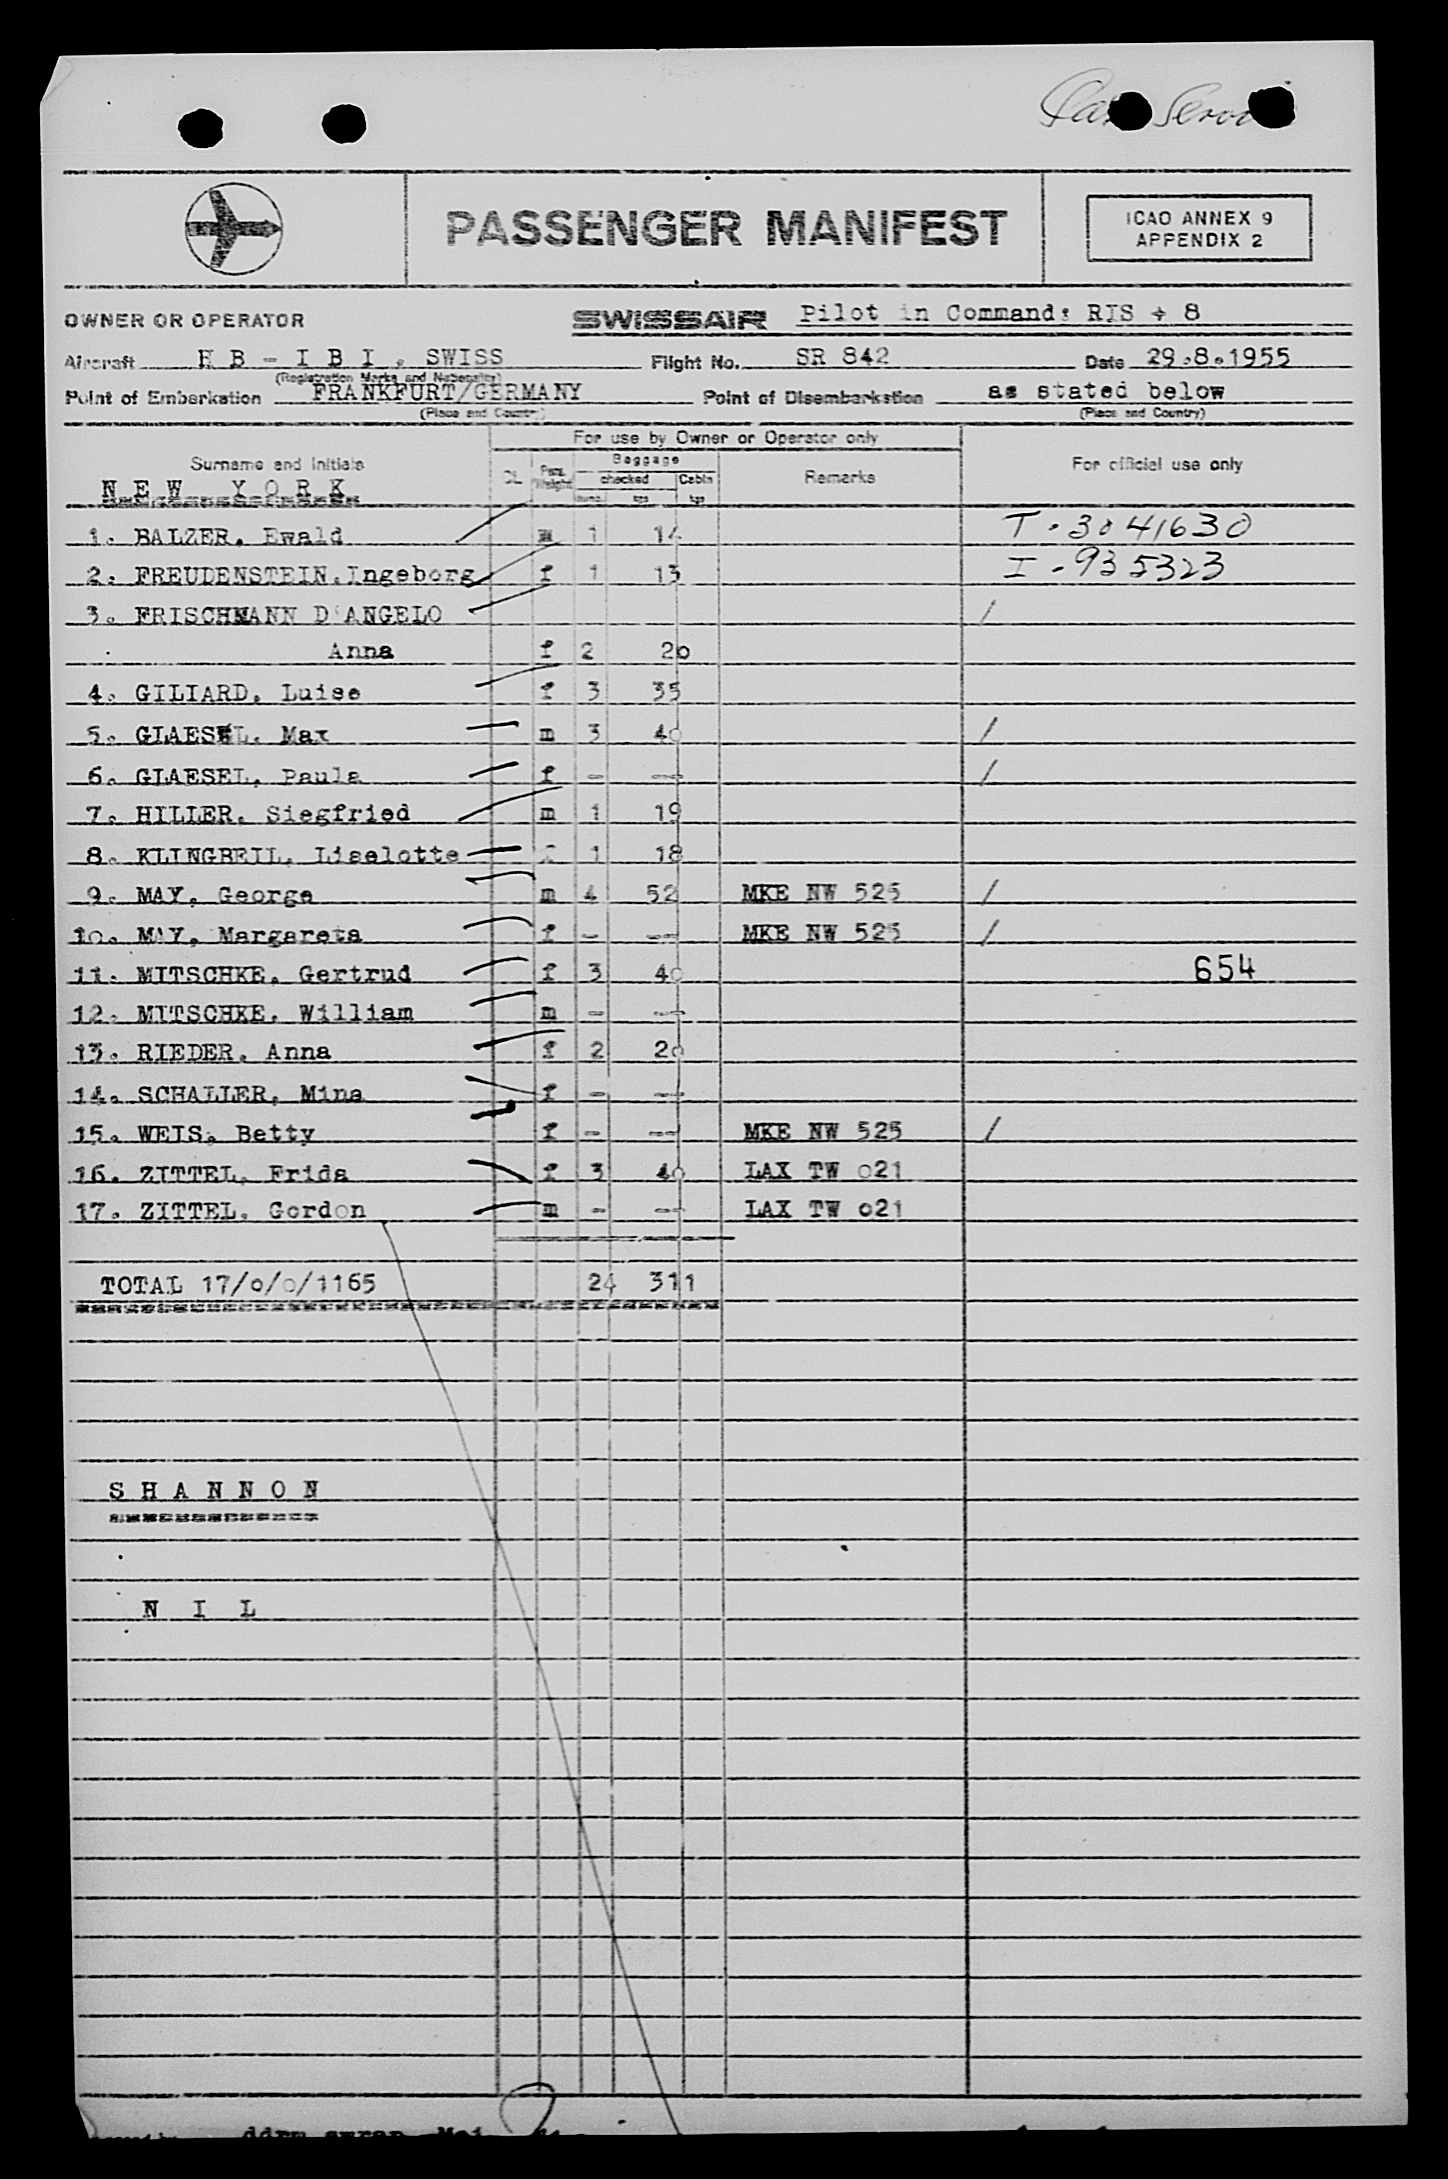 PASSENGER MANIFEST
ICAO ANNEX 9
APPENDIX 2
OWNER OR OPERATOR SWISSAIR Pilot in Command: RIS + 8
Aircraft H B - I B I , SWISS Flight No. SR 842 Date 29.8.1955
(Registration Marks and Nationality)
Point of Embarkation FRANKFURT/GERMANY Point of Disembarkation as stated below
(Place and Country) (Place and Country)
For use by Owner or Operator only
Surname and Initials CL Pass. Weight Baggage Remarks For official use only
checked Cabin
kgs kgs
N E W Y O R K
1. BALZER, Ewald m 1 14 T-3041630
2. FREUDENSTEIN,Ingeborg f 1 13 I-935323
3. FRISCHMANN D'ANGELO /
Anna f 2 20
4. GILIARD, Luise f 3 35
5. GLAESEL, Max m 3 40 /
6. GLAESEL, Paula f - -- /
7. HILLER, Siegfried m 1 19
8. KLINGBEIL, Liselotte f 1 18
9. MAY, George m 4 52 MKE NW 525 /
10. MAY, Margareta f - -- MKE NW 525 /
11. MITSCHKE, Gertrud f 3 40 654
12. MITSCHKE, William m - --
13. RIEDER, Anna f 2 20
14. SCHALLER, Mina f - --
15. WEIS, Betty f - -- MKE NW 525 /
16. ZITTEL, Frida f 3 40 LAX TW 021
17. ZITTEL, Gordon m - -- LAX TW 021
TOTAL 17/0/0/1165 24 311
S H A N N O N
N I L